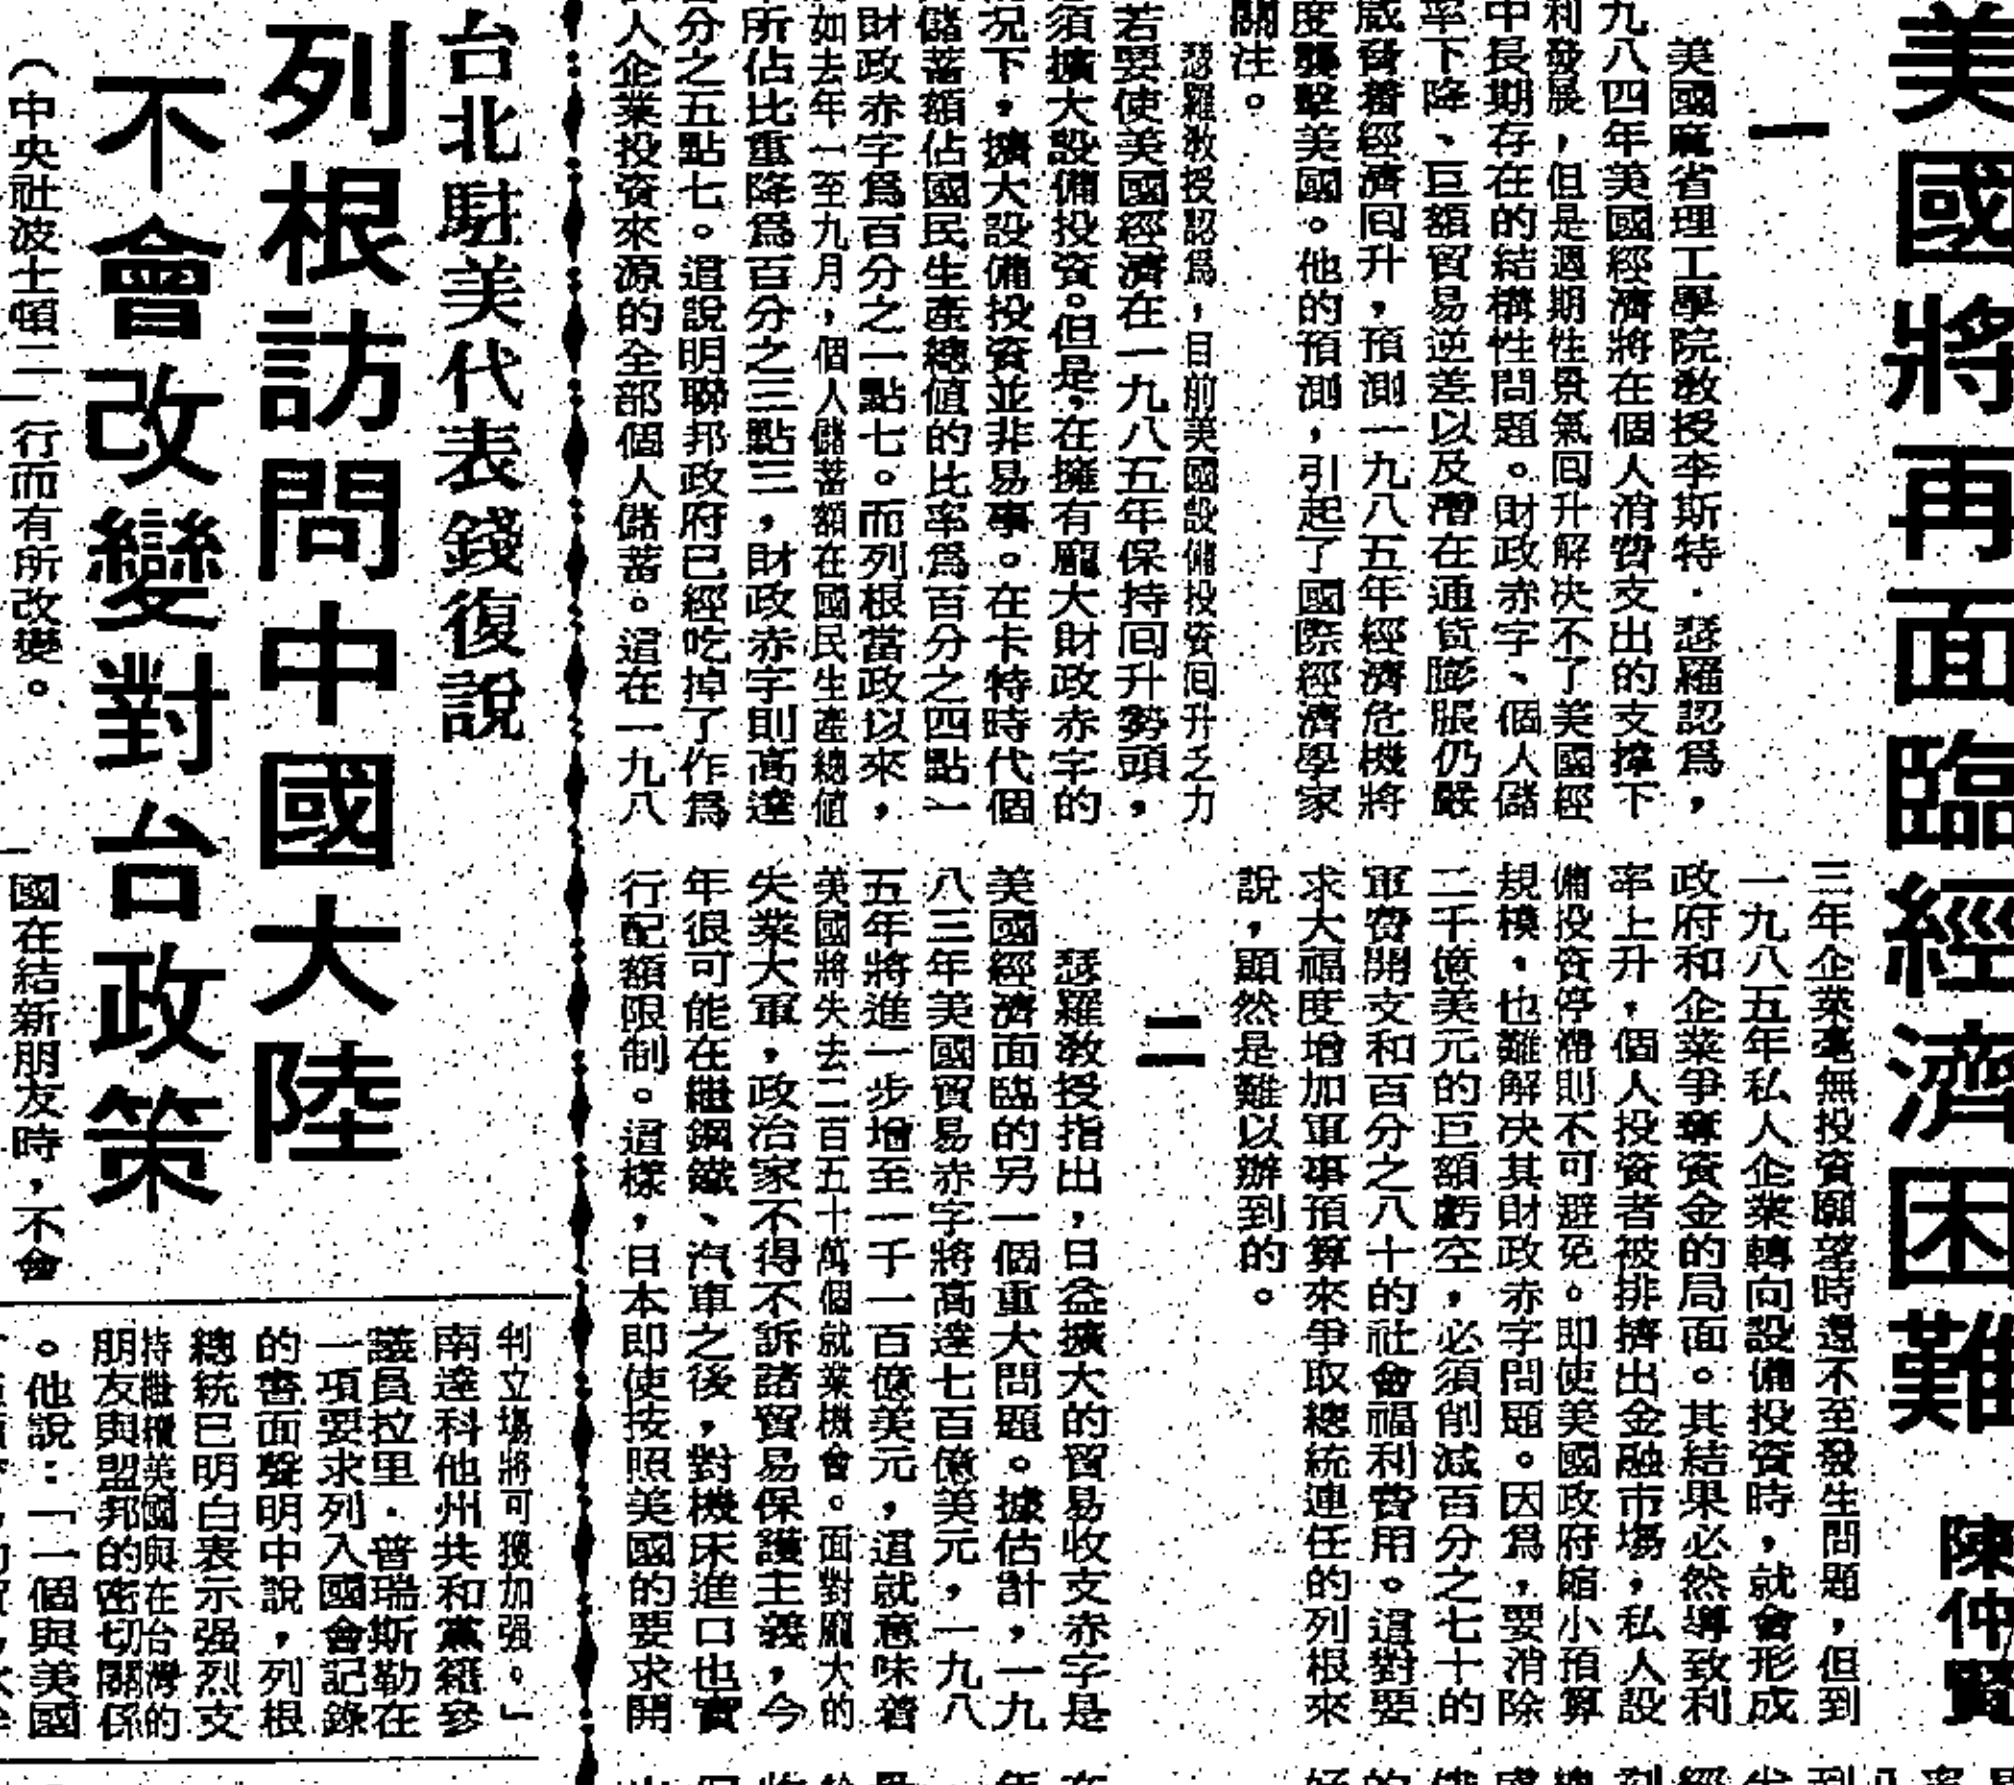 美國將再面臨經濟困難
陳仲賢
一
美國麻省理工學院教授李斯特·瑟羅認爲，
九八四年美國經濟將在個人消費支出的支撐下
利發展，但是週期性景氣回升解决不了美國經
中長期存在的結構性問題。財政赤字、個人儲
率下降、巨額貿易逆差以及潛在通貨膨脹仍嚴
威脅着經濟回升，預測一九八五年經濟危機將
度襲擊美國。他的預測，引起了國際經濟學家
關注。
瑟羅教授認爲，目前美國設備投資回升乏力
若要使美國經濟在一九八五年保持回升勢頭，
須擴大設備投資。但是，在擁有龐大財政赤字的
况下，擴大設備投資並非易事。在卡特時代個
儲蓄額佔國民生產總值的比率爲百分之四點一
財政赤字爲百分之一點七。而列根當政以來，
如去年一至九月，個人儲蓄額在國民生產總值
所佔比重降爲百分之三點三，財政赤字則高達
分之五點七。這說明聯邦政府已經吃掉了作爲
人企業投資來源的全部個人儲蓄。這在一九八
三年企業毫無投資願望時還不至發生問題，但到
一九八五年私人企業轉向設備投資時，就會形成
政府和企業爭奪資金的局面。其結果必然導致利
率上升，個人投資者被排擠出金融市場，私人設
備投資停滯則不可避免。即使美國政府縮小預算
規模，也難解决其財政赤字問題。因爲，要消除
二千億美元的巨額虧空，必須削減百分之七十的
軍費開支和百分之八十的社會福利費用。這對要
求大福度增加軍事預算來爭取總統連任的列根來
說，顯然是難以辦到的。
二
瑟羅教授指出，日益擴大的貿易收支赤字是
美國經濟面臨的另一個重大問題。據估計，一九
八三年美國貿易赤字將高達七百億美元，一九八
五年將進一步增至一千一百億美元，這就意味着
美國將失去二百五十萬個就業機會。面對龐大的
失業大軍，政治家不得不訴諸貿易保護主義，今
年很可能在繼鋼鐵、汽車之後，對機床進口也實
行配額限制。這樣，日本即使按照美國的要求開
台北駐美代表錢復說
列根訪問中國大陸
不會改變對台政策
（中央社波士頓二
行而有所改變。
國在結新朋友時，不會
判立場將可獲加强。」
南達科他州共和黨籍參
議員拉里·普瑞斯勒在
一項要求列入國會記錄
的書面聲明中說，列根
總統已明白表示强烈支
持繼續美國與在台灣的
朋友與盟邦的密切關係
。他說：「一個與美國